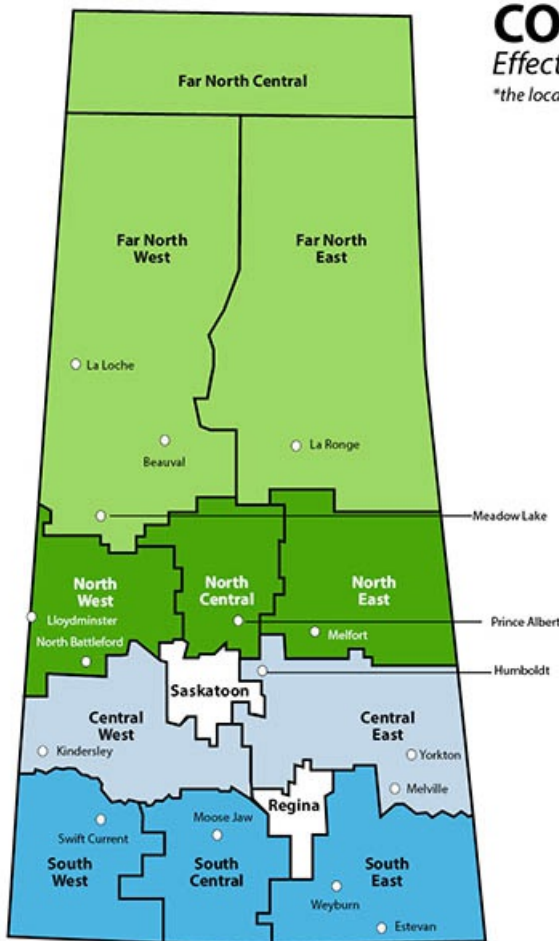 CO
Effect
*the loca
Far North Central
Far North
West
Far North
East
La Loche
Beauval
La Ronge
Meadow Lake
North
West
North
Central
North
East
Lloydminster
Prince Albert
North Battleford
Melfort
Saskatoon
Humboldt
Central
West
Central
East
Kindersley
Yorkton
Melville
Regina
Swift Current
Moose Jaw
South
West
South
Central
South
East
Weyburn
Estevan